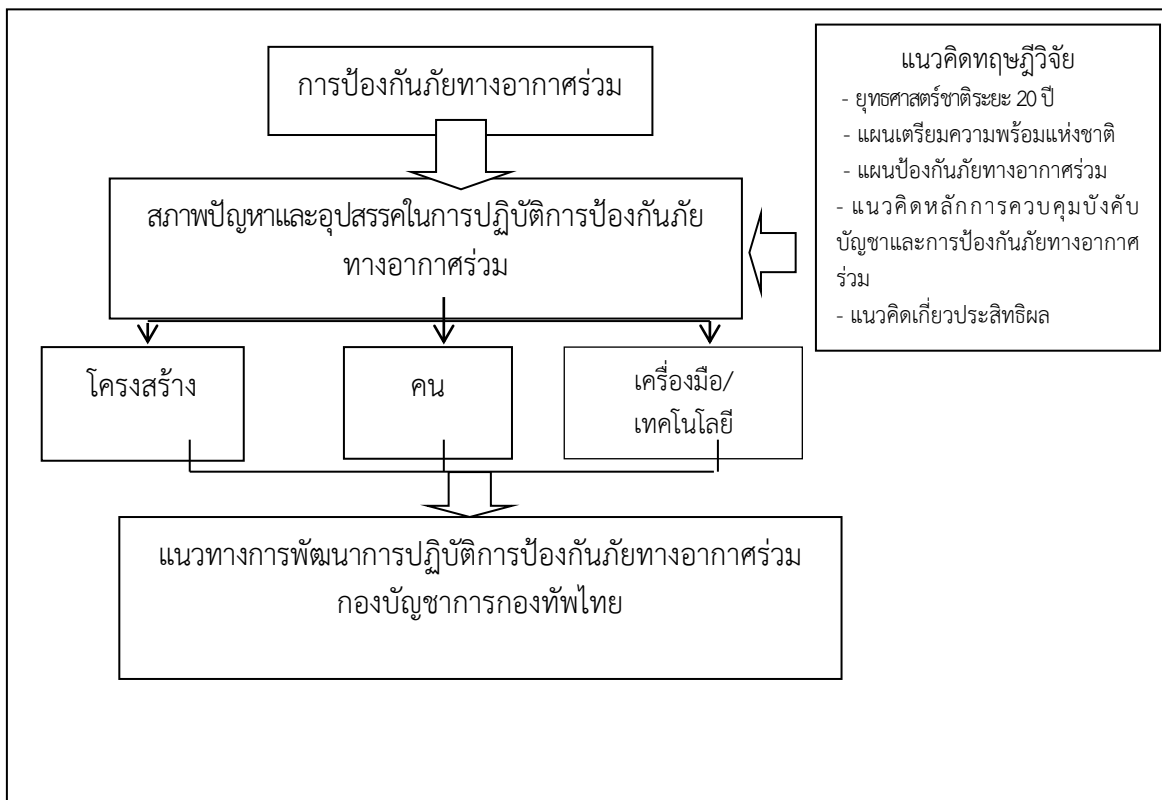 การป้องกันภัยทางอากาศร่วม
สภาพปัญหาและอุปสรรคในการปฏิบัติการป้องกันภัย
ทางอากาศร่วม
แนวคิดทฤษฎีวิจัย
- ยุทธศาสตร์ชาติระยะ 20 ปี
- แผนเตรียมความพร้อมแห่งชาติ
- แผนป้องกันภัยทางอากาศร่วม
- แนวคิดหลักการควบคุมบังคับ
บัญชาและการป้องกันภัยทางอากาศ
ร่วม
- แนวคิดเกี่ยวประสิทธิผล
โครงสร้าง
คน
เครื่องมือ/
เทคโนโลยี
แนวทางการพัฒนาการปฏิบัติการป้องกันภัยทางอากาศร่วม
กองบัญชาการกองทัพไทย